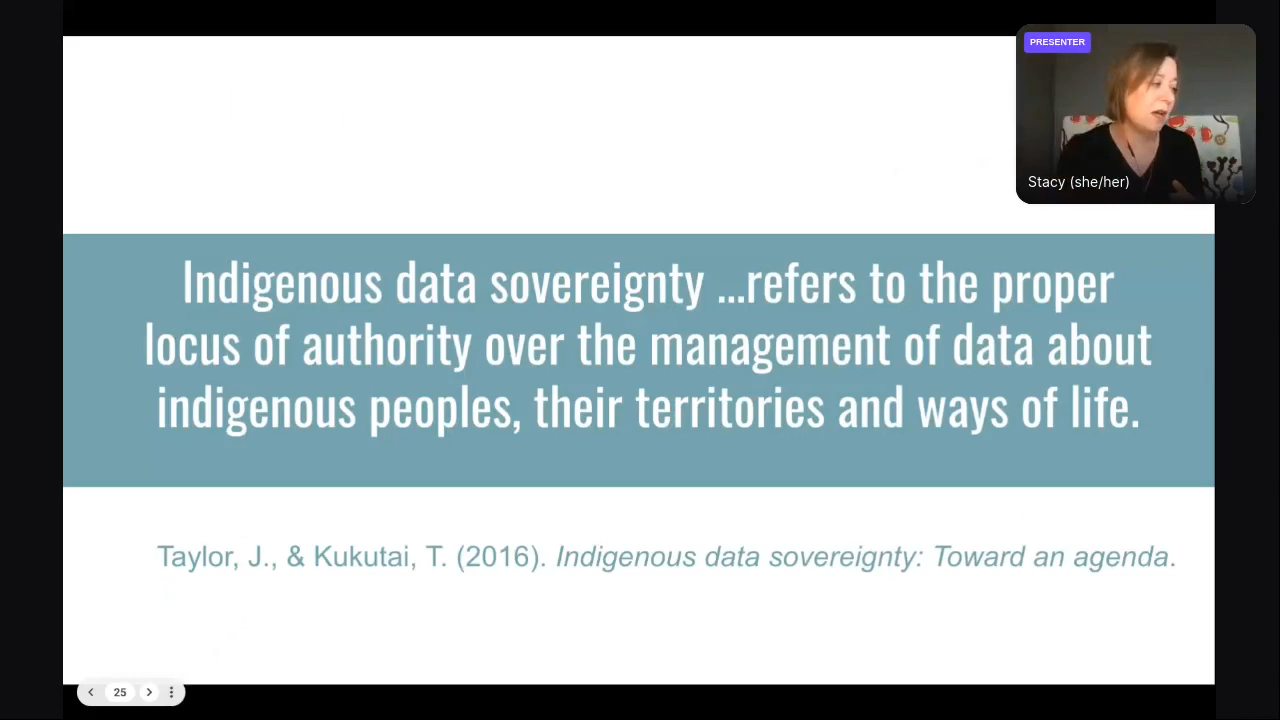 PRESENTER
Stacy (she/her)
Indigenous data sovereignty ...refers to the proper
locus of authority over the management of data about
indigenous peoples, their territories and ways of life.
Taylor, J., & Kukutai, T. (2016). Indigenous data sovereignty: Toward an agenda.
25